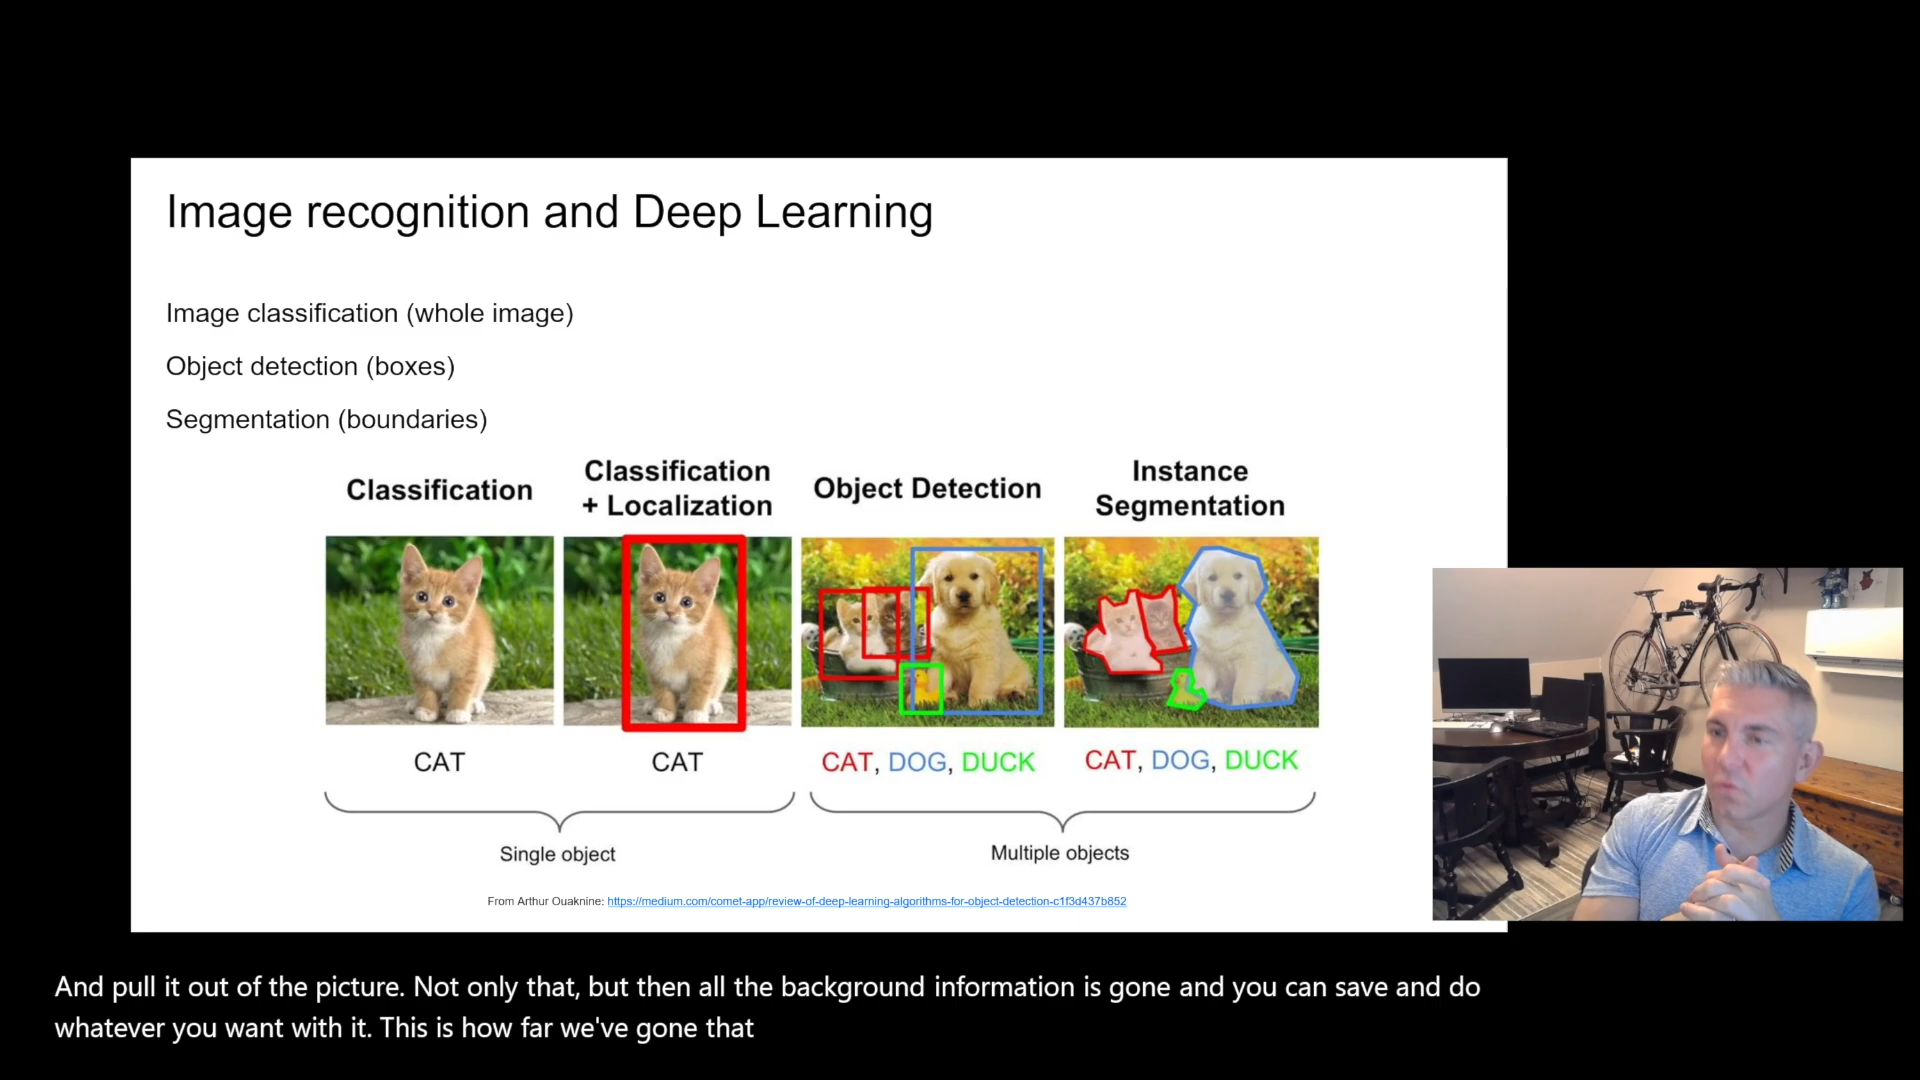 Image recognition and Deep Learning
Image classification (whole image)
Object detection (boxes)
Segmentation (boundaries)
Classification
Classification
+ Localization
Object Detection
Instance
Segmentation
CAT
CAT
CAT, DOG, DUCK
CAT, DOG, DUCK
Single object
Multiple objects
From Arthur Ouaknine: https://medium.com/comet-app/review-of-deep-learning-algorithms-for-object-detection-c1f3d437b852
And pull it out of the picture. Not only that, but then all the background information is gone and you can save and do
whatever you want with it. This is how far we've gone that